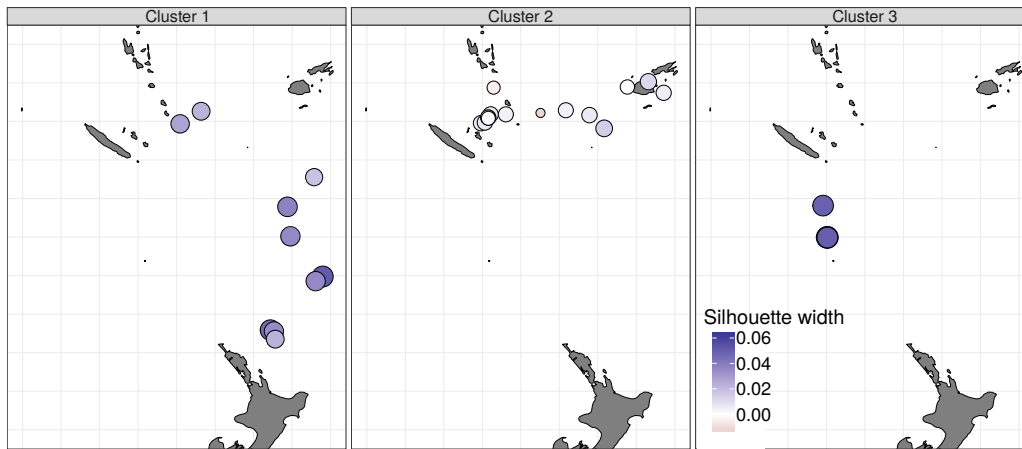 Cluster 1
Cluster 2
Cluster 3
Silhouette width
0.06
0.04
0.02
0.00